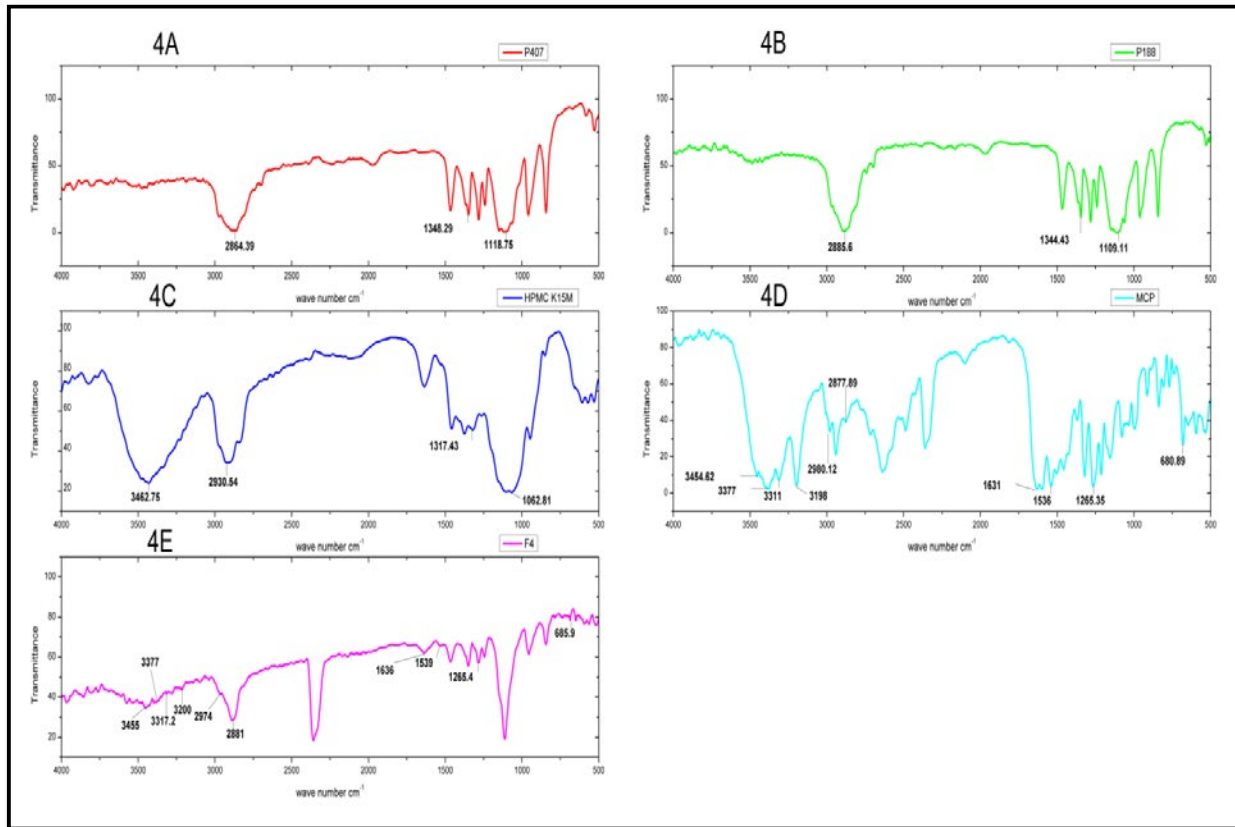 4A
P407
100
50
0
Transmittance
2864.39
1348.29
1118.75
4000 3500 3000 2500 2000 1500 1000 500
wave number cm-1
4B
P188
100
50
0
Transmittance
2885.6
1344.43
1109.11
4000 3500 3000 2500 2000 1500 1000 500
wave number cm-1
4C
HPMC K15M
00
80
60
40
20
Transmittance
3462.75
2930.54
1317.43
1062.81
4000 3500 3000 2500 2000 1500 1000 500
wave number cm-1
4D
MCP
100
80
60
40
20
0
Transmittance
3454.62
3377
3311
3198
2980.12
2877.89
1631
1536
1265.35
680.89
4000 3500 3000 2500 2000 1500 1000 500
wave number cm-1
4E
F4
100
80
60
40
20
Transmittance
3455
3377
3317.2
3200
2974
2881
1636
1539
1265.4
685.9
4000 3500 3000 2500 2000 1500 1000 500
wave number cm-1